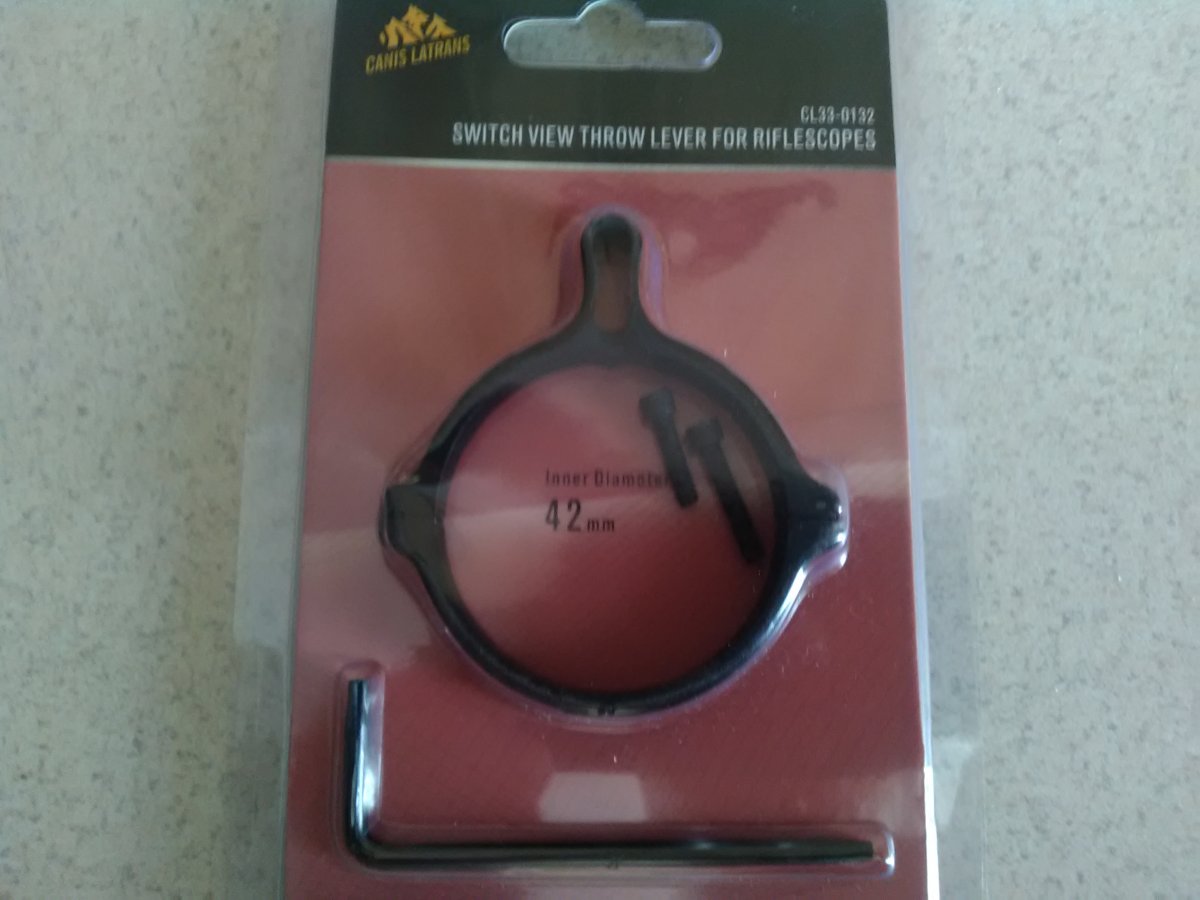 CANIS LATRANS
CL33-0132
SWITCH VIEW THROW LEVER FOR RIFLESCOPES
Inner Diameter
42mm